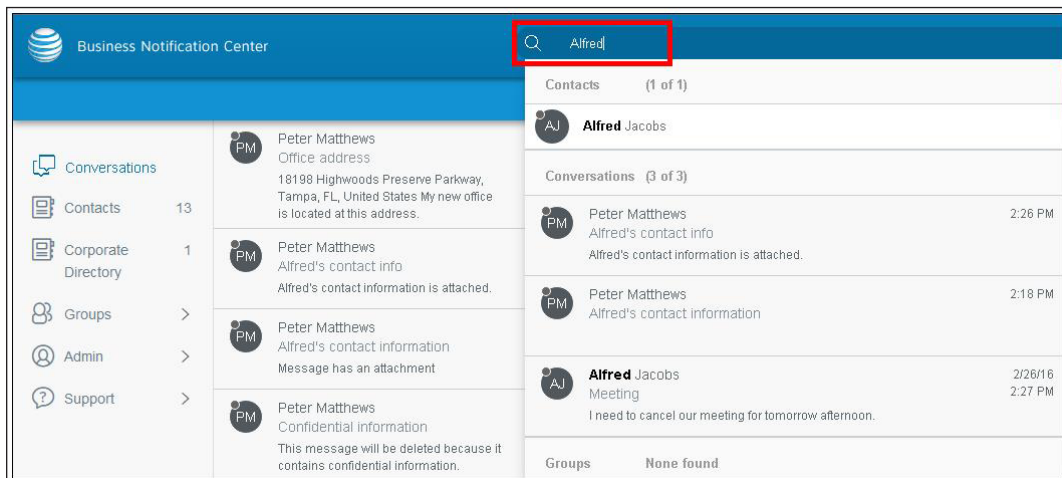 Business Notification Center
Alfred
Conversations
Contacts 13
Corporate 1
Directory
Groups >
Admin >
Support >
PM Peter Matthews
Office address
18198 Highwoods Preserve Parkway,
Tampa, FL, United States My new office
is located at this address.
PM Peter Matthews
Alfred's contact info
Alfred's contact information is attached.
PM Peter Matthews
Alfred's contact information
Message has an attachment
PM Peter Matthews
Confidential information
This message will be deleted because it
contains confidential information.
Contacts (1 of 1)
AJ Alfred Jacobs
Conversations (3 of 3)
PM Peter Matthews 2:26 PM
Alfred's contact info
Alfred's contact information is attached.
PM Peter Matthews 2:18 PM
Alfred's contact information
AJ Alfred Jacobs 2/26/16
Meeting 2:27 PM
I need to cancel our meeting for tomorrow afternoon.
Groups None found